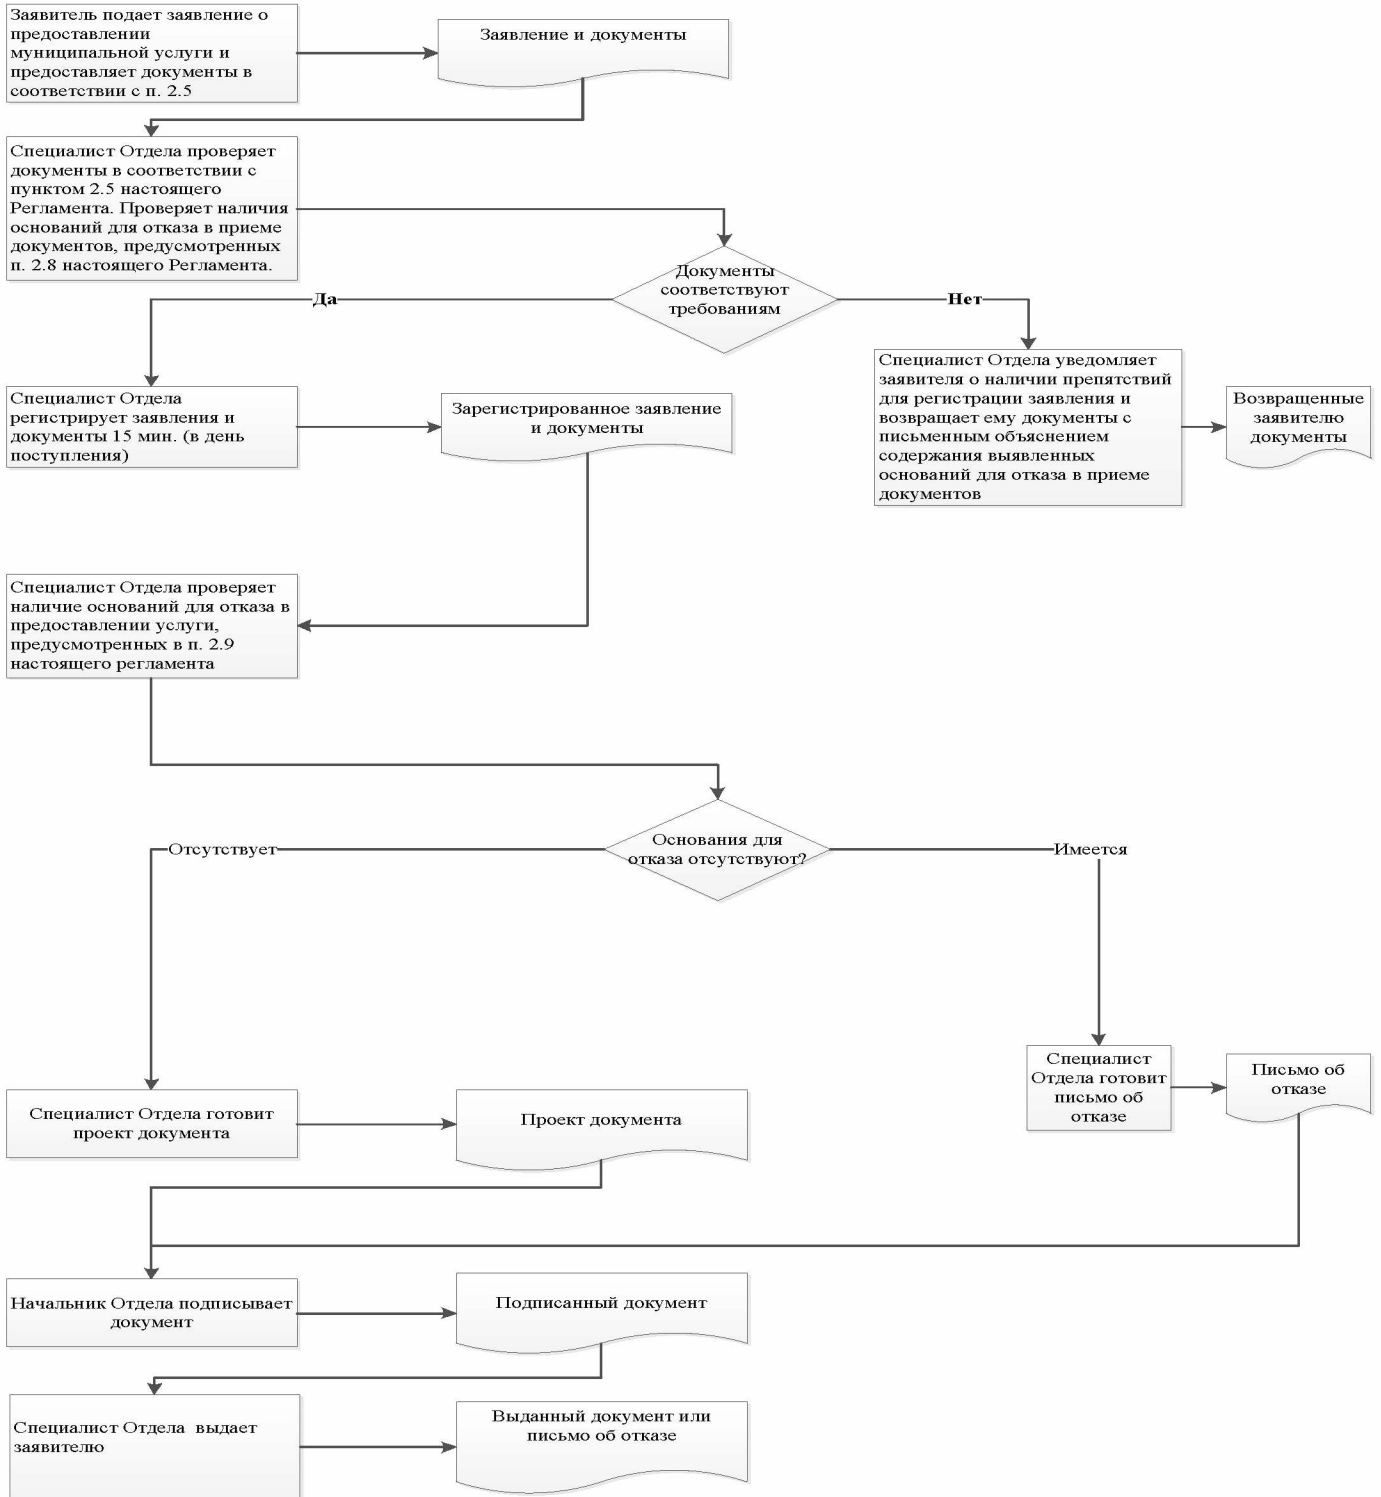 Заявитель подает заявление о
предоставлении
муниципальной услуги и
предоставляет документы в
соответствии с п. 2.5
Заявление и документы
Специалист Отдела проверяет
документы в соответствии с
пунктом 2.5 настоящего
Регламента. Проверяет наличия
оснований для отказа в приеме
документов, предусмотренных
п. 2.8 настоящего Регламента.
Документы
соответствуют
требованиям
Да
Нет
Специалист Отдела
регистрирует заявления и
документы 15 мин. (в день
поступления)
Зарегистрированное заявление
и документы
Специалист Отдела уведомляет
заявителя о наличии препятствий
для регистрации заявления и
возвращает ему документы с
письменным объяснением
содержания выявленных
оснований для отказа в приеме
документов
Возвращенные
заявителю
документы
Специалист Отдела проверяет
наличие оснований для отказа в
предоставлении услуги,
предусмотренных в п. 2.9
настоящего регламента
Основания для
отказа отсутствуют?
Отсутствует
Имеется
Специалист
Отдела готовит
письмо об
отказе
Письмо об
отказе
Специалист Отдела готовит
проект документа
Проект документа
Начальник Отдела подписывает
документ
Подписанный документ
Специалист Отдела  выдает
заявителю
Выданный документ или
письмо об отказе